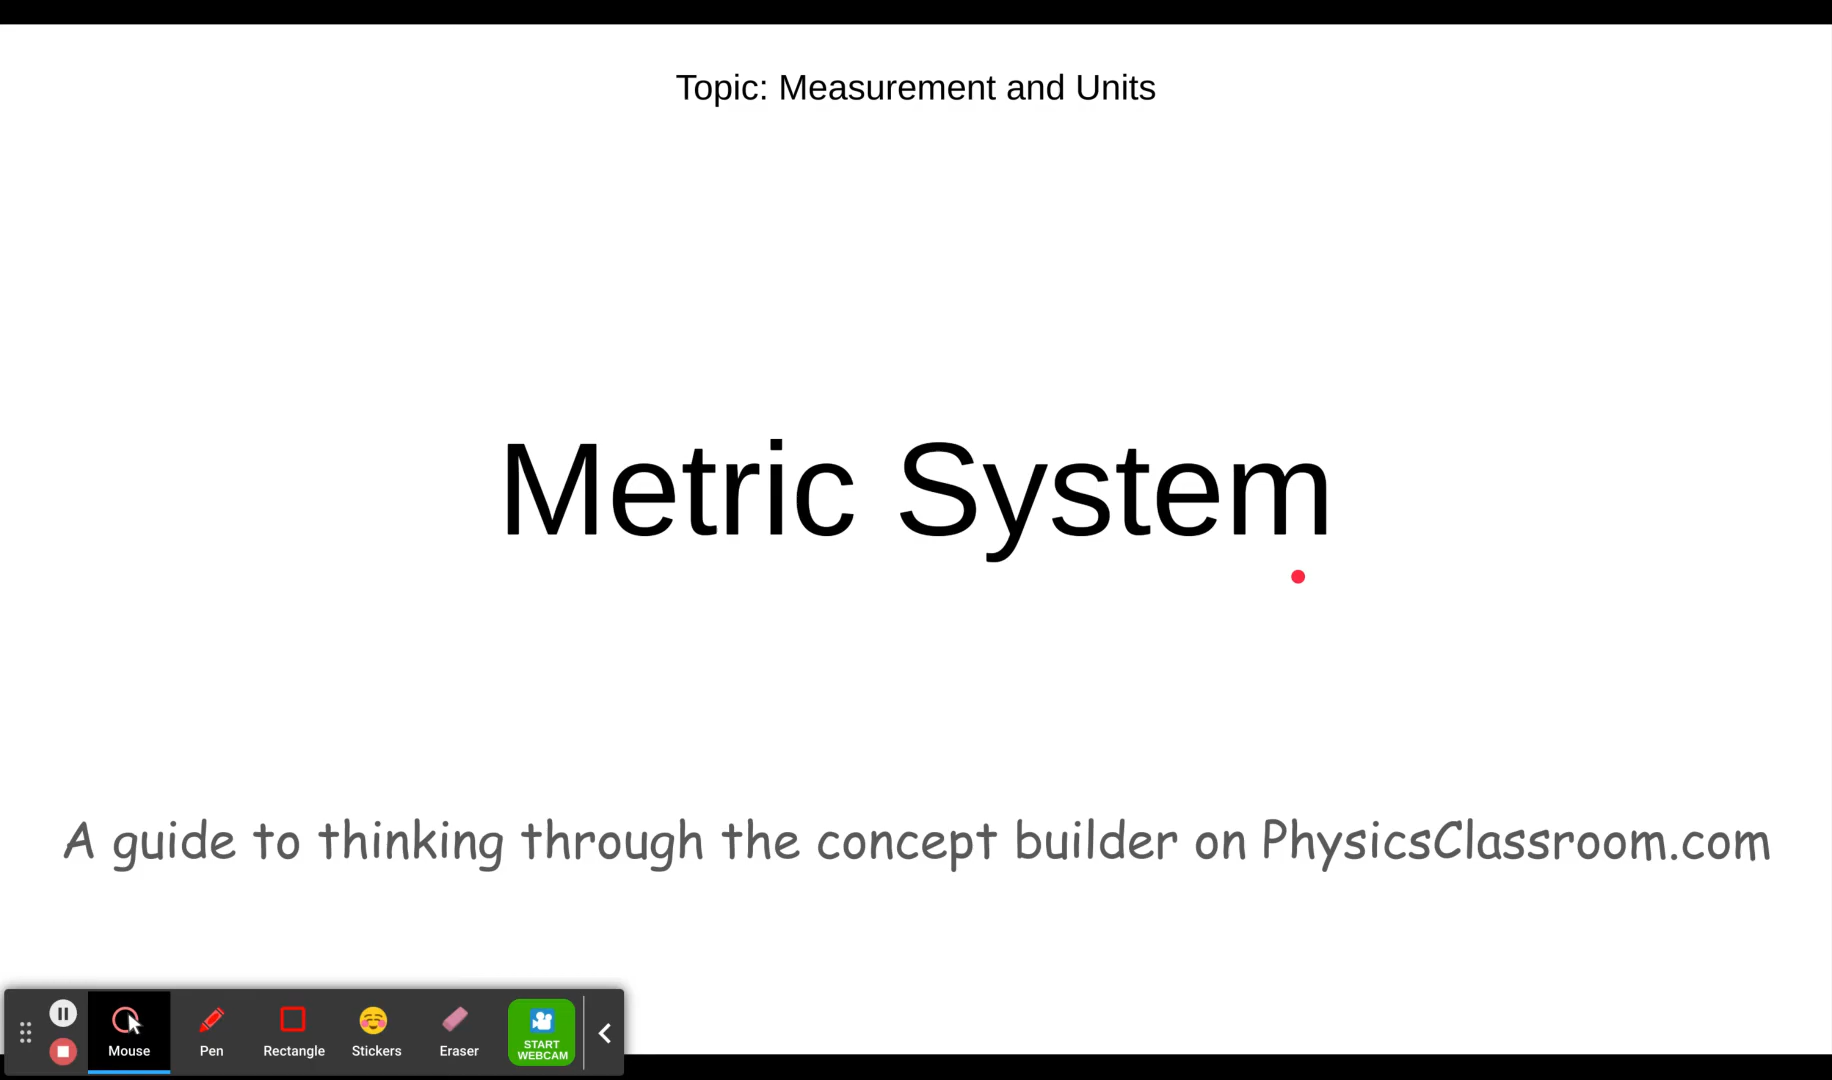 Topic: Measurement and Units
Metric System
A guide to thinking through the concept builder on PhysicsClassroom.com
Mouse
Pen
Rectangle
Stickers
Eraser
START
WEBCAM